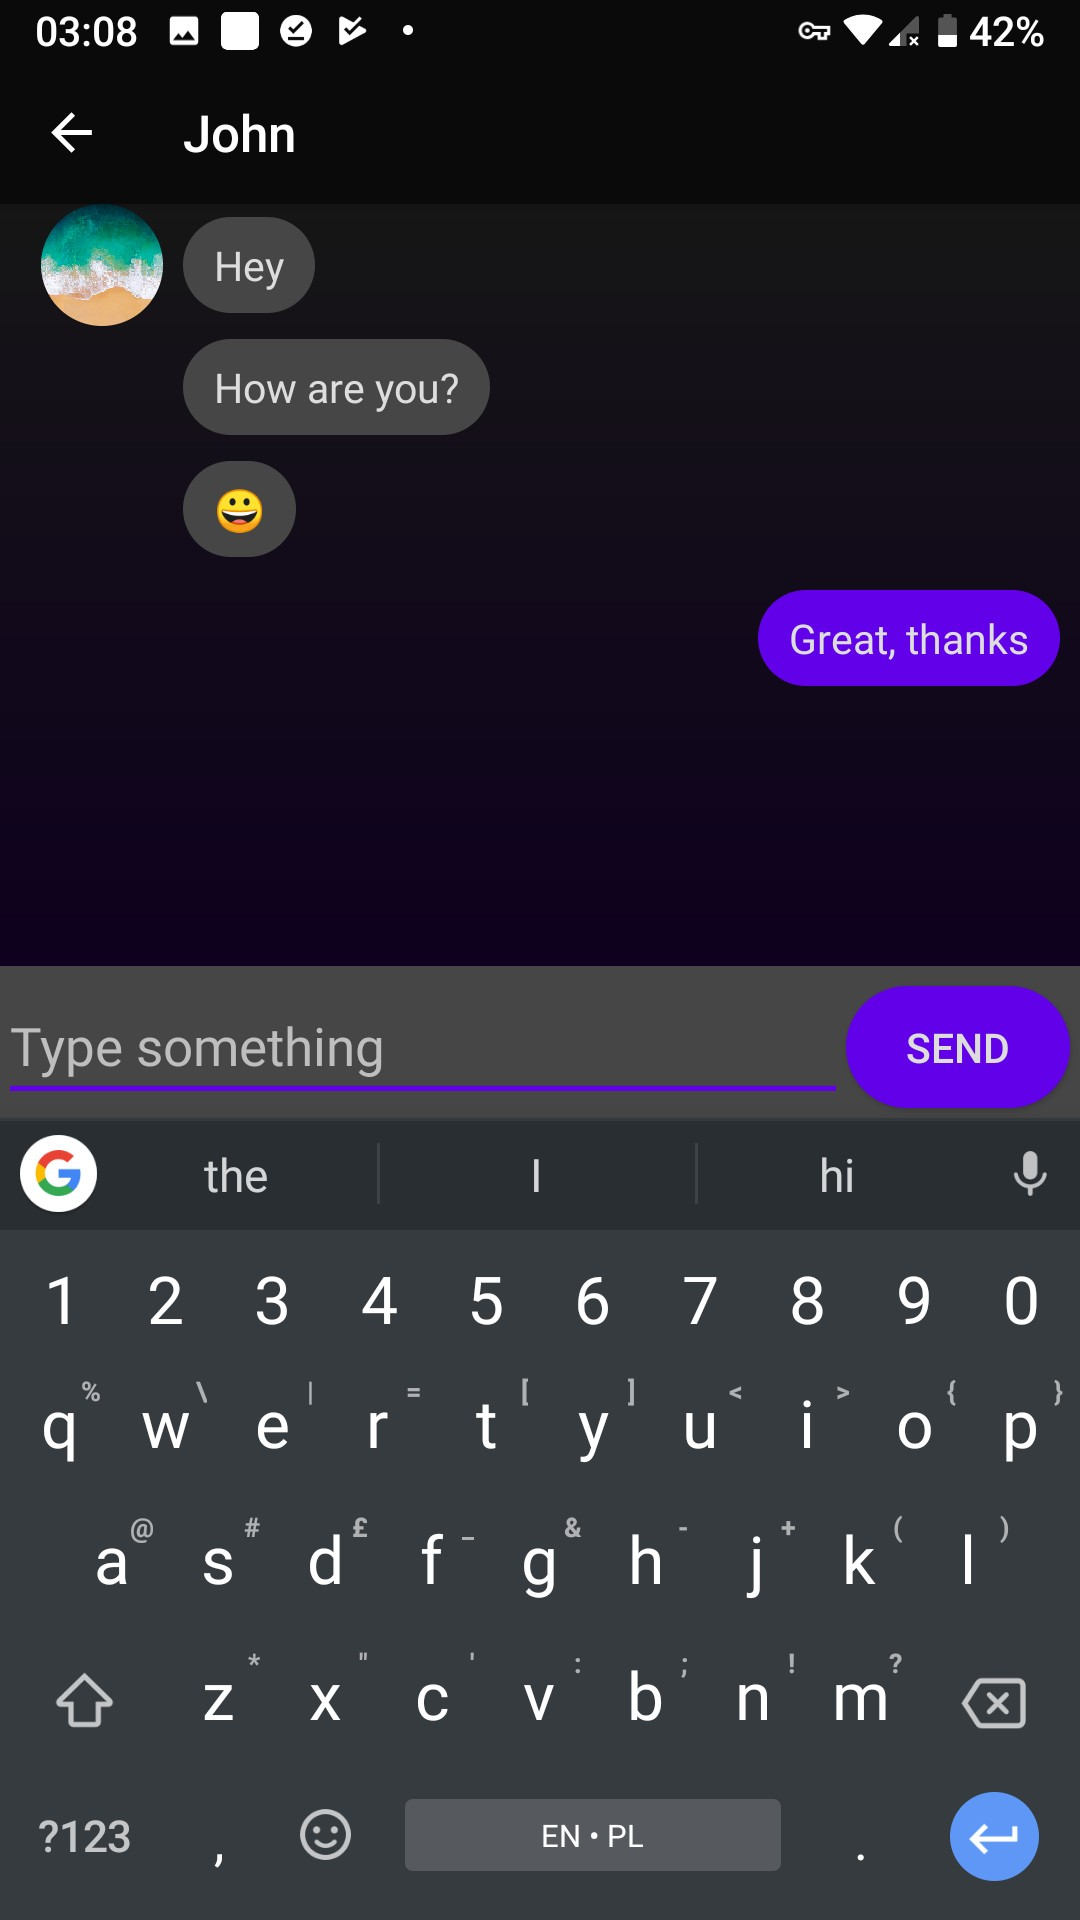 03:08 42%
John
Hey
How are you?
😀
Great, thanks
Type something SEND
the I hi
1 2 3 4 5 6 7 8 9 0
% \ | = [ ] < > { }
q w e r t y u i o p
@ # £ _ & - + ( )
a s d f g h j k l
* " ' : ; ! ?
z x c v b n m
?123 , EN • PL .